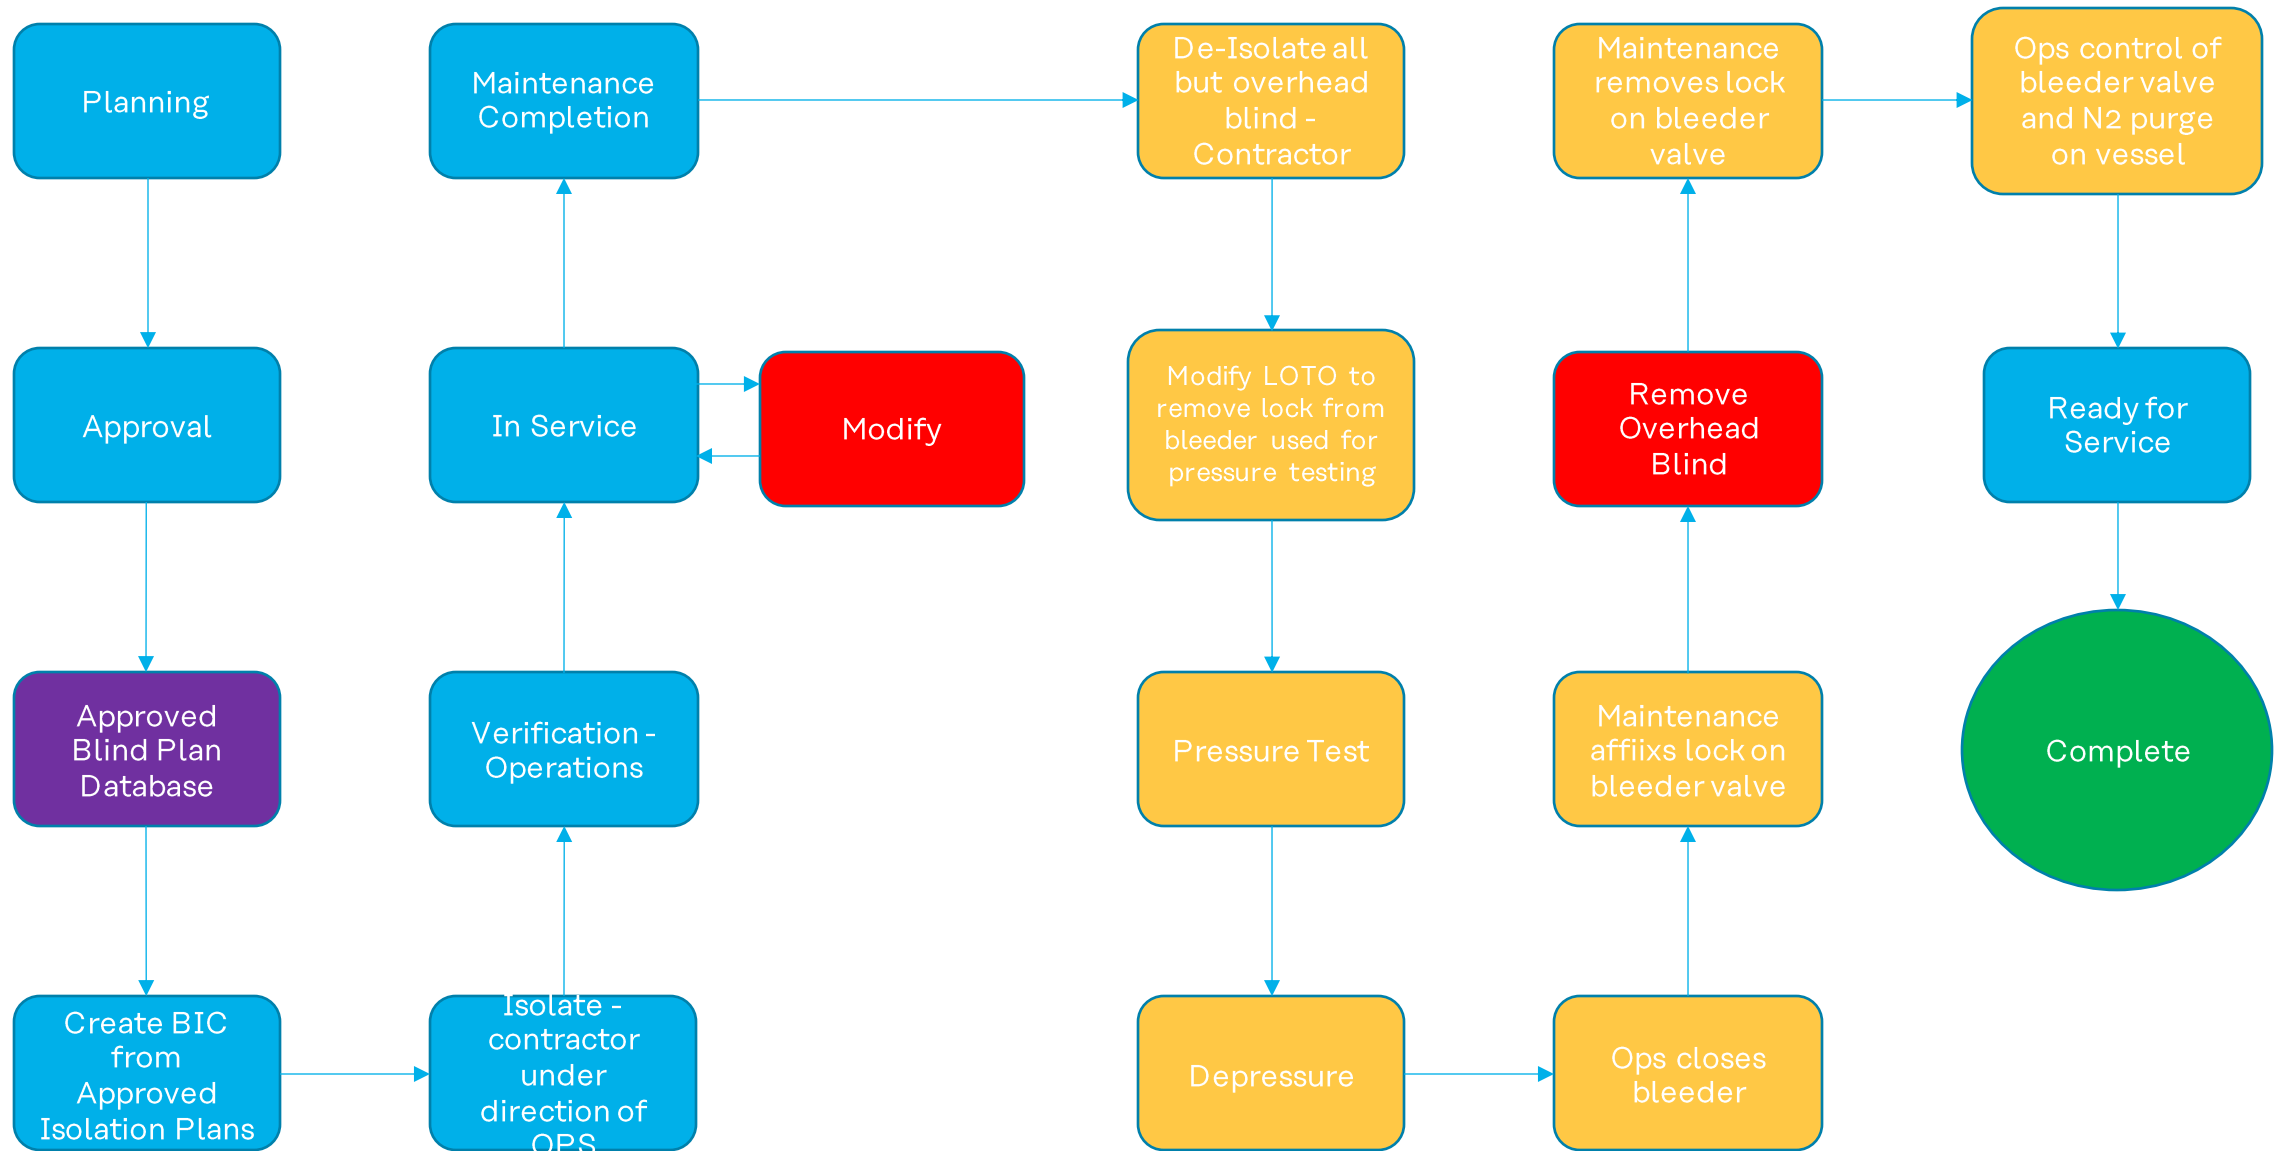 Planning
Approval
Approved
Blind Plan
Database
Create BIC
from
Approved
Isolation Plans
Isolate -
contractor
under
direction of
OPS
Verification -
Operations
In Service
Modify
Maintenance
Completion
De-Isolate all
but overhead
blind -
Contractor
Modify LOTO to
remove lock from
bleeder used for
pressure testing
Pressure Test
Depressure
Ops closes
bleeder
Maintenance
affiixs lock on
bleeder valve
Remove
Overhead
Blind
Maintenance
removes lock
on bleeder
valve
Ops control of
bleeder valve
and N2 purge
on vessel
Ready for
Service
Complete